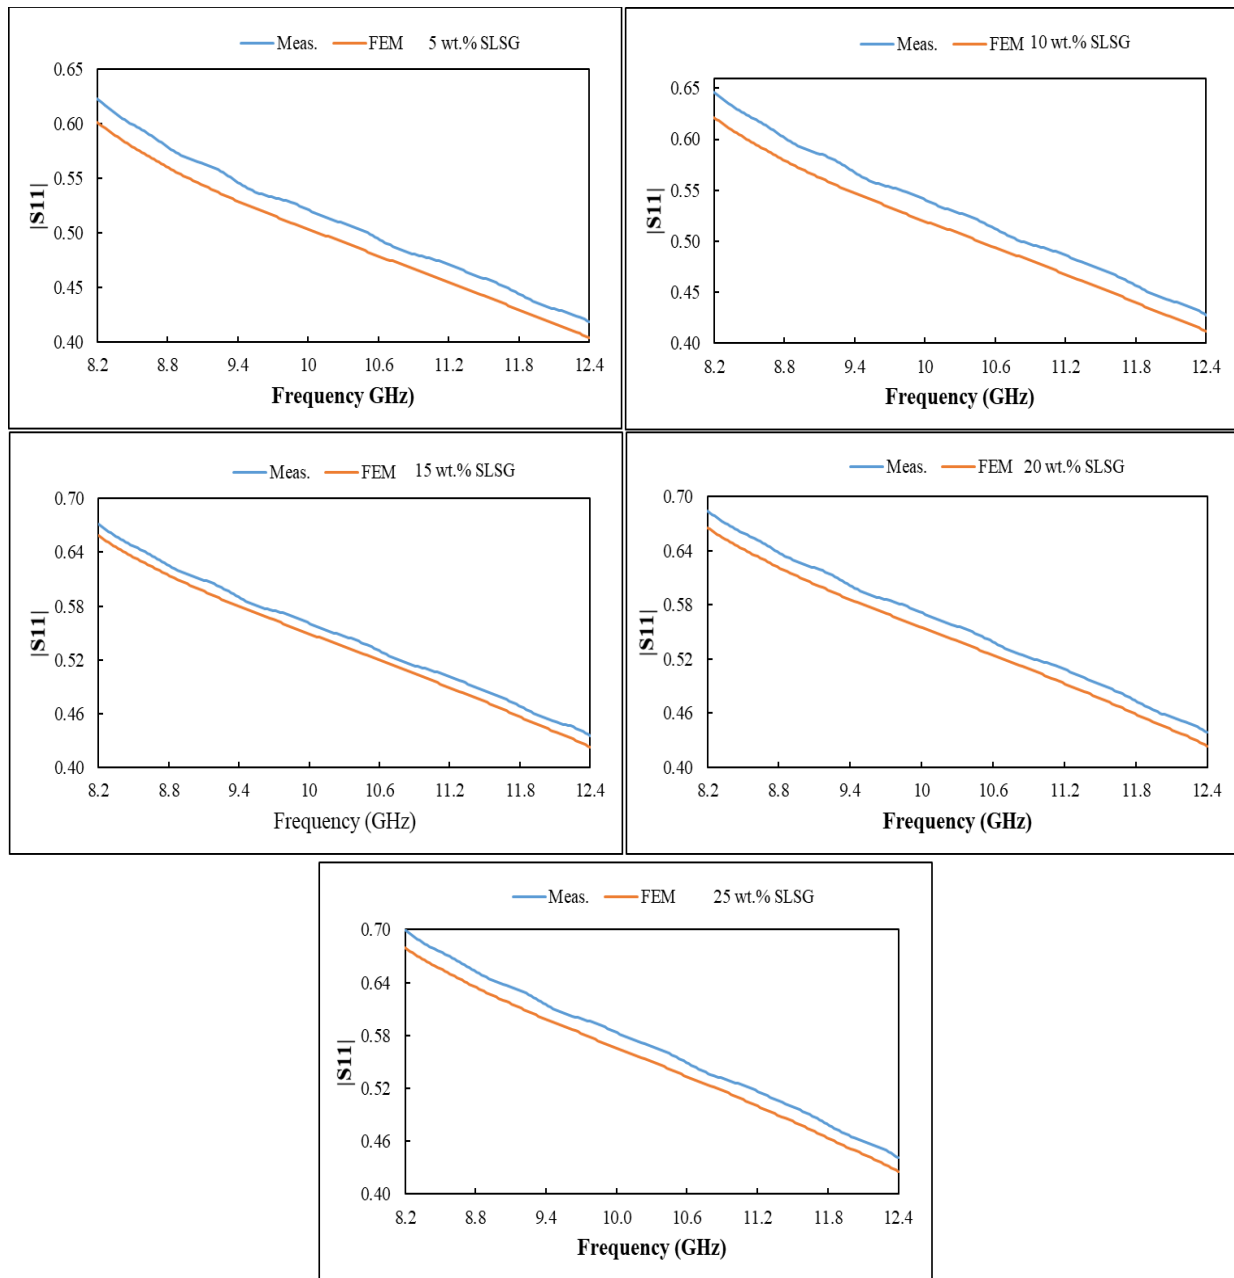 Meas. FEM 5 wt.% SLSG
0.65
0.60
0.55
0.50
0.45
0.40
|S11|
8.2 8.8 9.4 10 10.6 11.2 11.8 12.4
Frequency GHz)
Meas. FEM 10 wt.% SLSG
0.65
0.60
0.55
0.50
0.45
0.40
|S11|
8.2 8.8 9.4 10 10.6 11.2 11.8 12.4
Frequency (GHz)
Meas. FEM 15 wt.% SLSG
0.70
0.64
0.58
0.52
0.46
0.40
|S11|
8.2 8.8 9.4 10 10.6 11.2 11.8 12.4
Frequency (GHz)
Meas. FEM 20 wt.% SLSG
0.70
0.64
0.58
0.52
0.46
0.40
|S11|
8.2 8.8 9.4 10 10.6 11.2 11.8 12.4
Frequency (GHz)
Meas. FEM 25 wt.% SLSG
0.70
0.64
0.58
0.52
0.46
0.40
|S11|
8.2 8.8 9.4 10.0 10.6 11.2 11.8 12.4
Frequency (GHz)